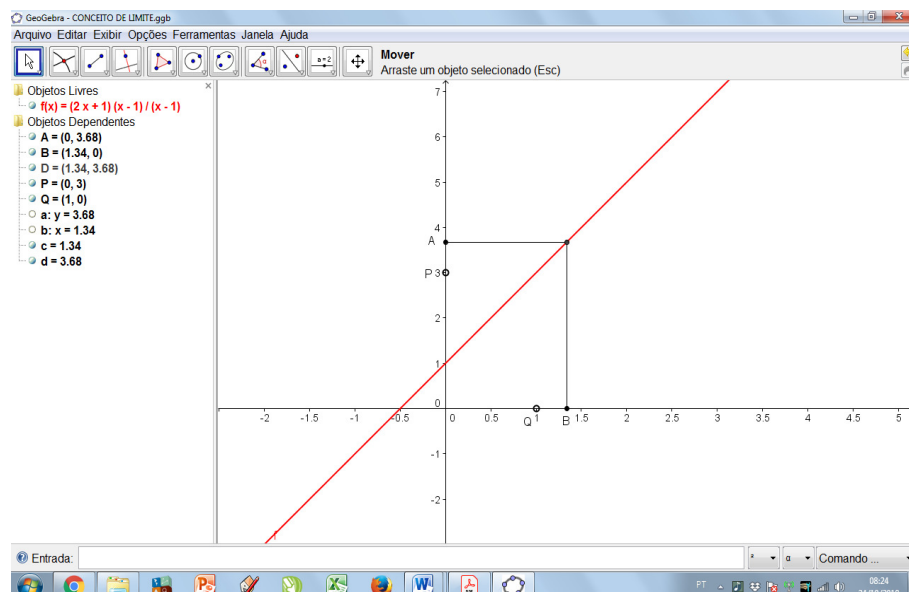 GeoGebra - CONCEITO DE LIMITE.ggb
Arquivo Editar Exibir Opções Ferramentas Janela Ajuda
Mover
Arraste um objeto selecionado (Esc)
Objetos Livres
f(x) = (2 x + 1) (x - 1) / (x - 1)
Objetos Dependentes
A = (0, 3.68)
B = (1.34, 0)
D = (1.34, 3.68)
P = (0, 3)
Q = (1, 0)
a: y = 3.68
b: x = 1.34
c = 1.34
d = 3.68
a=2
7
6
5
4
A
P 3
2
1
0
-2 -1.5 -1 -0.5 0 0.5 1 1.5 2 2.5 3 3.5 4 4.5 5
Q B
-1
-2
f
Entrada:
² α Comando ...
PT 08:24